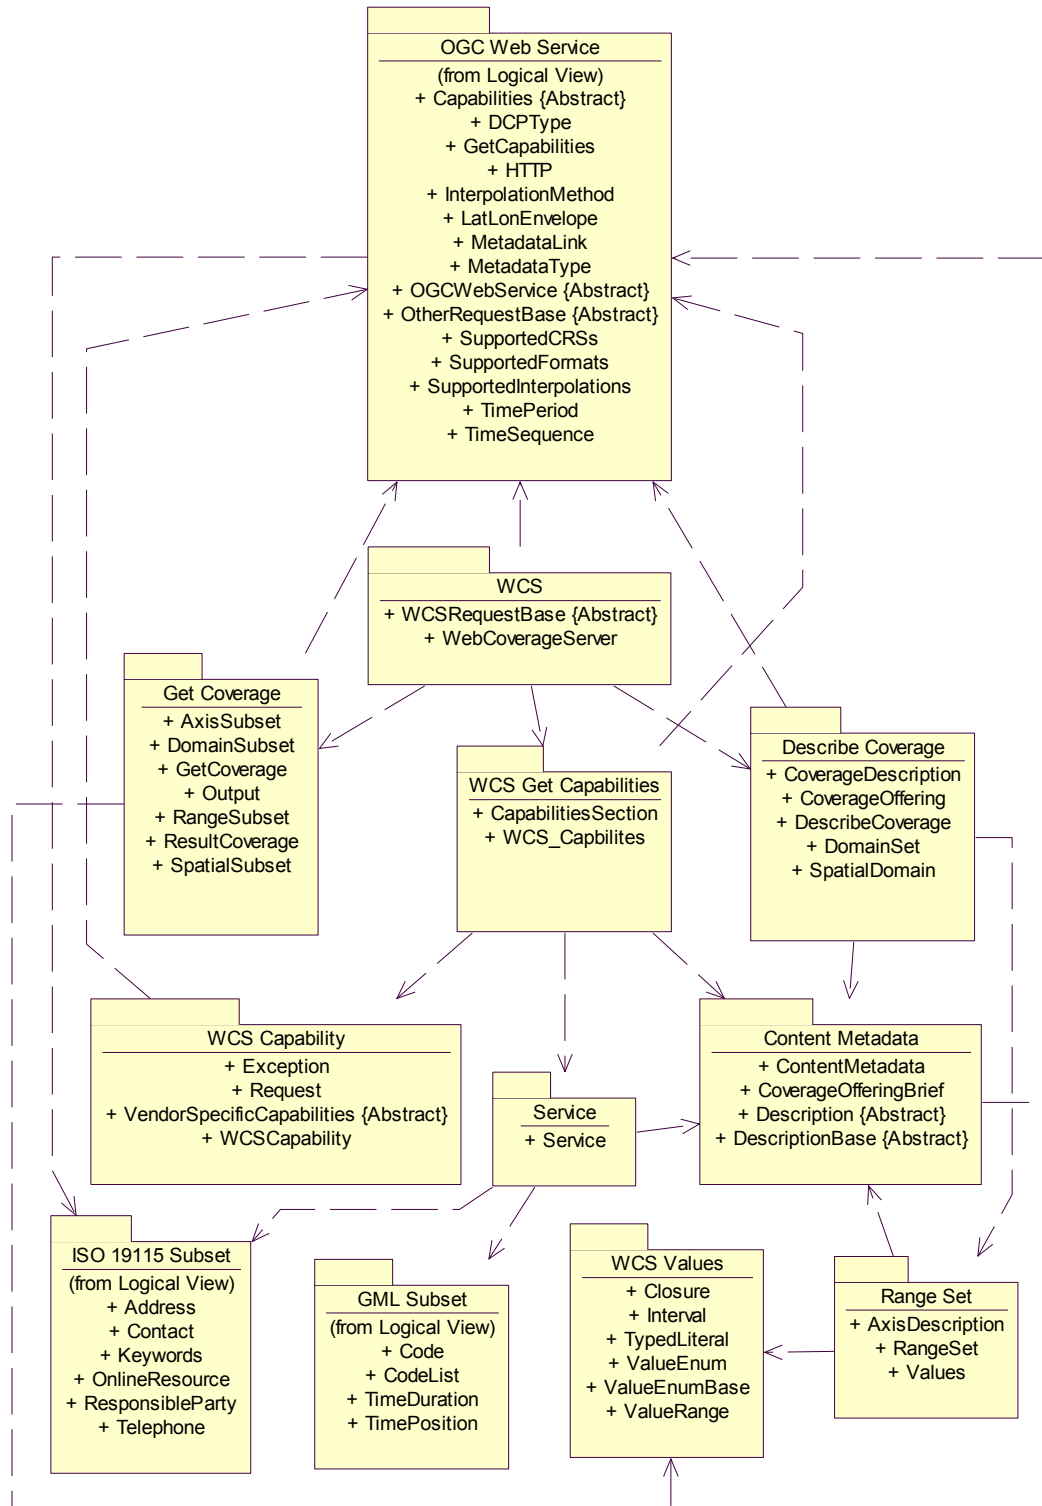 OGC Web Service
(from Logical View)
+ Capabilities {Abstract}
+ DCPType
+ GetCapabilities
+ HTTP
+ InterpolationMethod
+ LatLonEnvelope
+ MetadataLink
+ MetadataType
+ OGCWebService {Abstract}
+ OtherRequestBase {Abstract}
+ SupportedCRSs
+ SupportedFormats
+ SupportedInterpolations
+ TimePeriod
+ TimeSequence
WCS
+ WCSRequestBase {Abstract}
+ WebCoverageServer
Get Coverage
+ AxisSubset
+ DomainSubset
+ GetCoverage
+ Output
+ RangeSubset
+ ResultCoverage
+ SpatialSubset
WCS Get Capabilities
+ CapabilitiesSection
+ WCS_Capbilites
Describe Coverage
+ CoverageDescription
+ CoverageOffering
+ DescribeCoverage
+ DomainSet
+ SpatialDomain
WCS Capability
+ Exception
+ Request
+ VendorSpecificCapabilities {Abstract}
+ WCSCapability
Service
+ Service
Content Metadata
+ ContentMetadata
+ CoverageOfferingBrief
+ Description {Abstract}
+ DescriptionBase {Abstract}
ISO 19115 Subset
(from Logical View)
+ Address
+ Contact
+ Keywords
+ OnlineResource
+ ResponsibleParty
+ Telephone
GML Subset
(from Logical View)
+ Code
+ CodeList
+ TimeDuration
+ TimePosition
WCS Values
+ Closure
+ Interval
+ TypedLiteral
+ ValueEnum
+ ValueEnumBase
+ ValueRange
Range Set
+ AxisDescription
+ RangeSet
+ Values